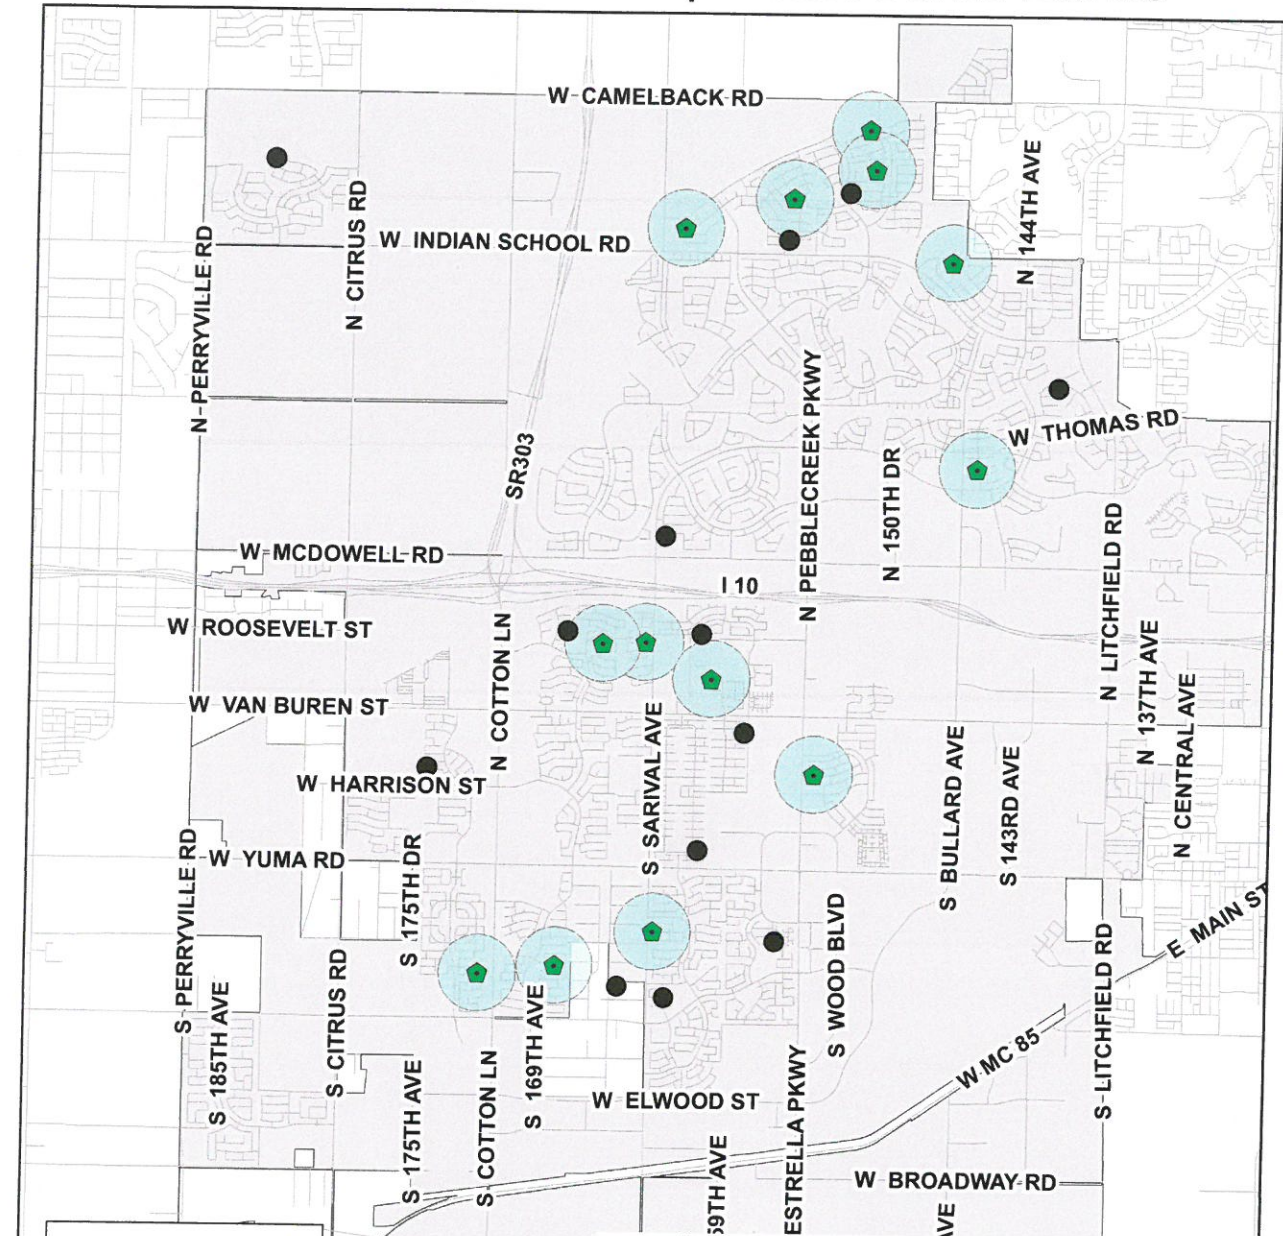 W CAMELBACK RD
N 144TH AVE
N CITRUS RD
W INDIAN SCHOOL RD
N PERRYVILLE RD
N PEBBLECREEK PKWY
W THOMAS RD
SR303
N 150TH DR
N LITCHFIELD RD
W MCDOWELL RD
I 10
W ROOSEVELT ST
N COTTON LN
N 137TH AVE
N CENTRAL AVE
W VAN BUREN ST
S SARIVAL AVE
S BULLARD AVE
S 143RD AVE
W HARRISON ST
W YUMA RD
S 175TH DR
S PERRYVILLE RD
S WOOD BLVD
E MAIN ST
S LITCHFIELD RD
S CITRUS RD
S 185TH AVE
S 169TH AVE
W MC 85
S 175TH AVE
S COTTON LN
W ELWOOD ST
ESTRELLA PKWY
W BROADWAY RD
59TH AVE
AVE